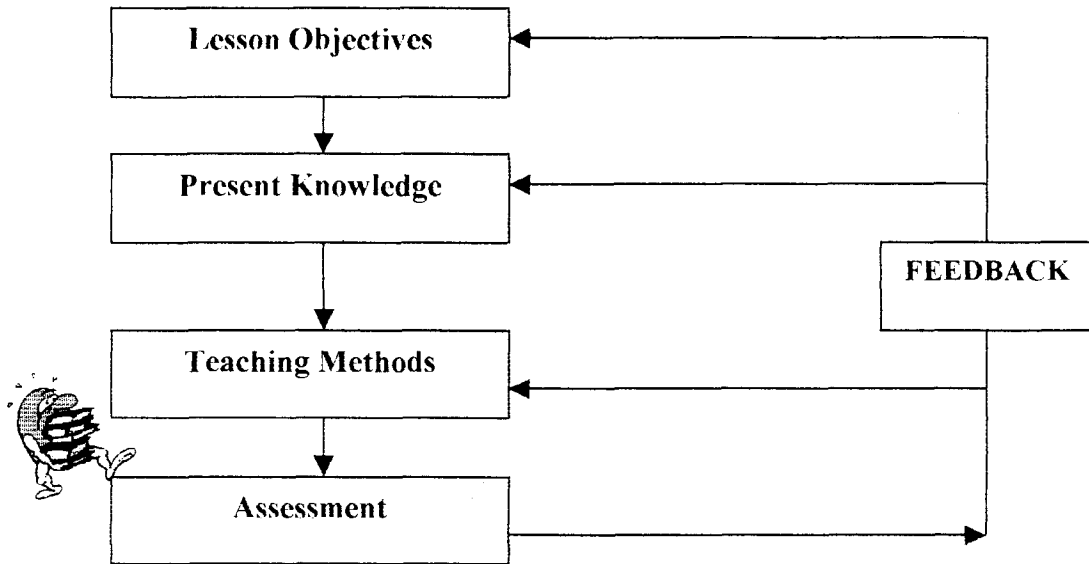 Lesson Objectives
Present Knowledge
FEEDBACK
Teaching Methods
Assessment